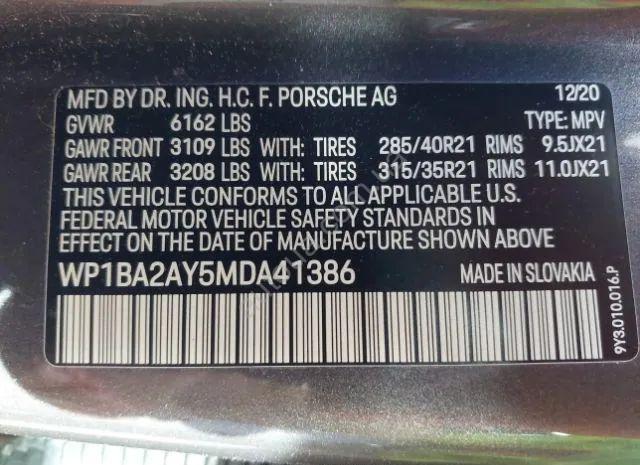 MFD BY DR. ING. H.C. F. PORSCHE AG 12/20
GVWR 6162 LBS TYPE: MPV
GAWR FRONT 3109 LBS WITH: TIRES 285/40R21 RIMS 9.5JX21
GAWR REAR 3208 LBS WITH: TIRES 315/35R21 RIMS 11.0JX21
THIS VEHICLE CONFORMS TO ALL APPLICABLE U.S.
FEDERAL MOTOR VEHICLE SAFETY STANDARDS IN
EFFECT ON THE DATE OF MANUFACTURE SHOWN ABOVE.
WP1BA2AY5MDA41386 MADE IN SLOVAKIA
9Y3.010.016.P